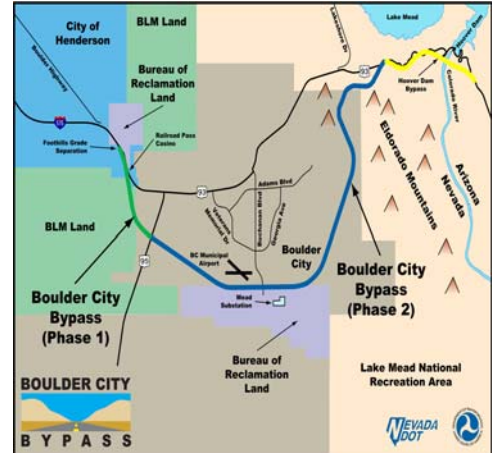 City of
Henderson
BLM Land
Boulder Highway
Bureau of
Reclamation
Land
Foothills Grade
Separation
Railroad Pass
Casino
BLM Land
Lakeshore Dr
Lake Mead
Hoover Dam
93
Hoover Dam
Bypass
Colorado River
Eldorado Mountains
Arizona
Nevada
93
Adams Blvd
Buchanan Blvd
Georgia Ave
Veterans
Memorial Dr
95
BC Municipal
Airport
Boulder
City
Boulder City
Bypass
(Phase 1)
Boulder City
Bypass
(Phase 2)
Mead
Substation
Bureau of
Reclamation
Land
Lake Mead National
Recreation Area
BOULDER CITY
BYPASS
NEVADA
DOT